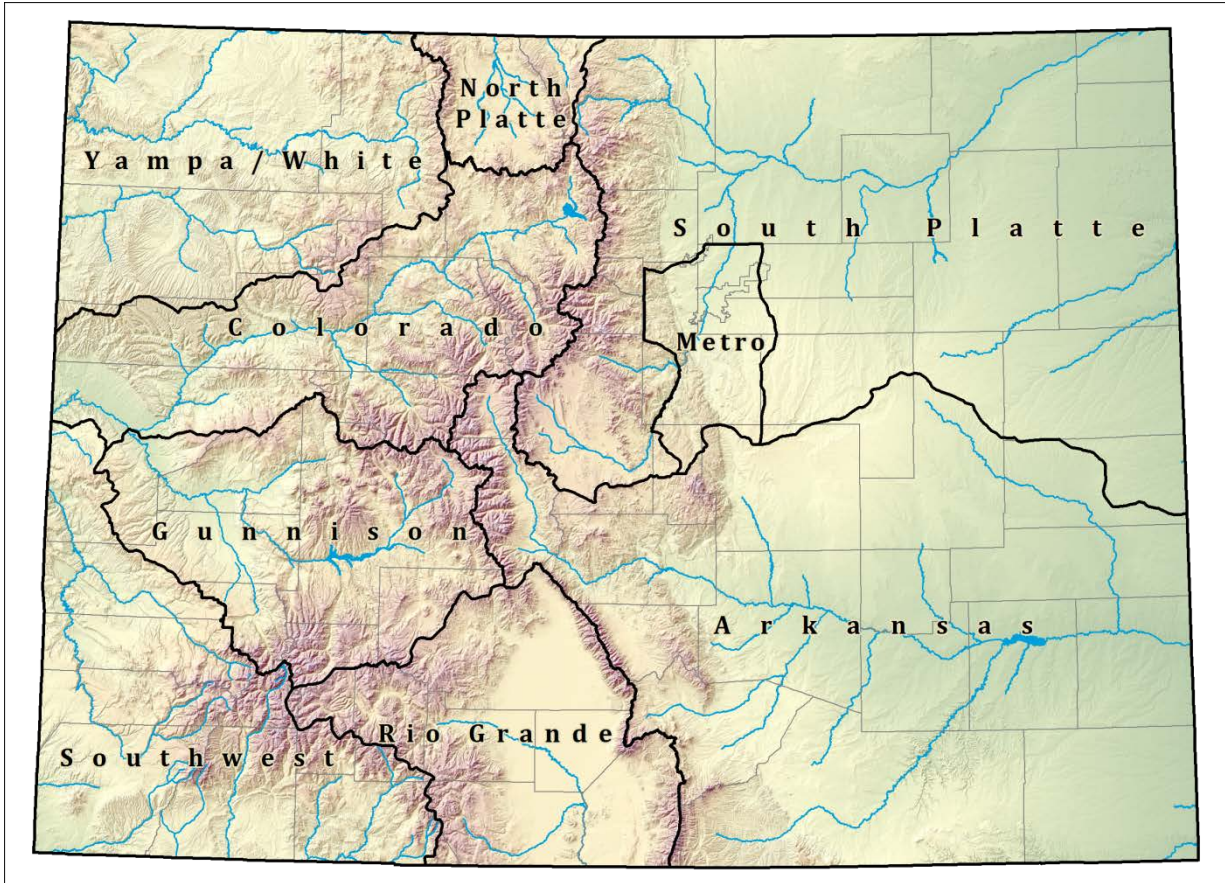 North
Platte
Yampa/White
South Platte
Colorado
Metro
Gunnison
Arkansas
Rio Grande
Southwest